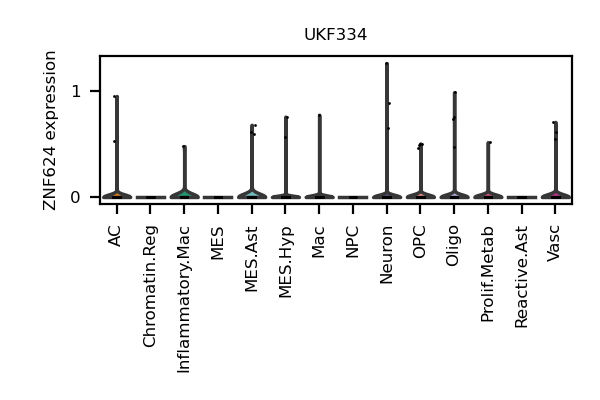 UKF334
ZNF624 expression
1
0
AC
Chromatin.Reg
Inflammatory.Mac
MES
MES.Ast
MES.Hyp
Mac
NPC
Neuron
OPC
Oligo
Prolif.Metab
Reactive.Ast
Vasc